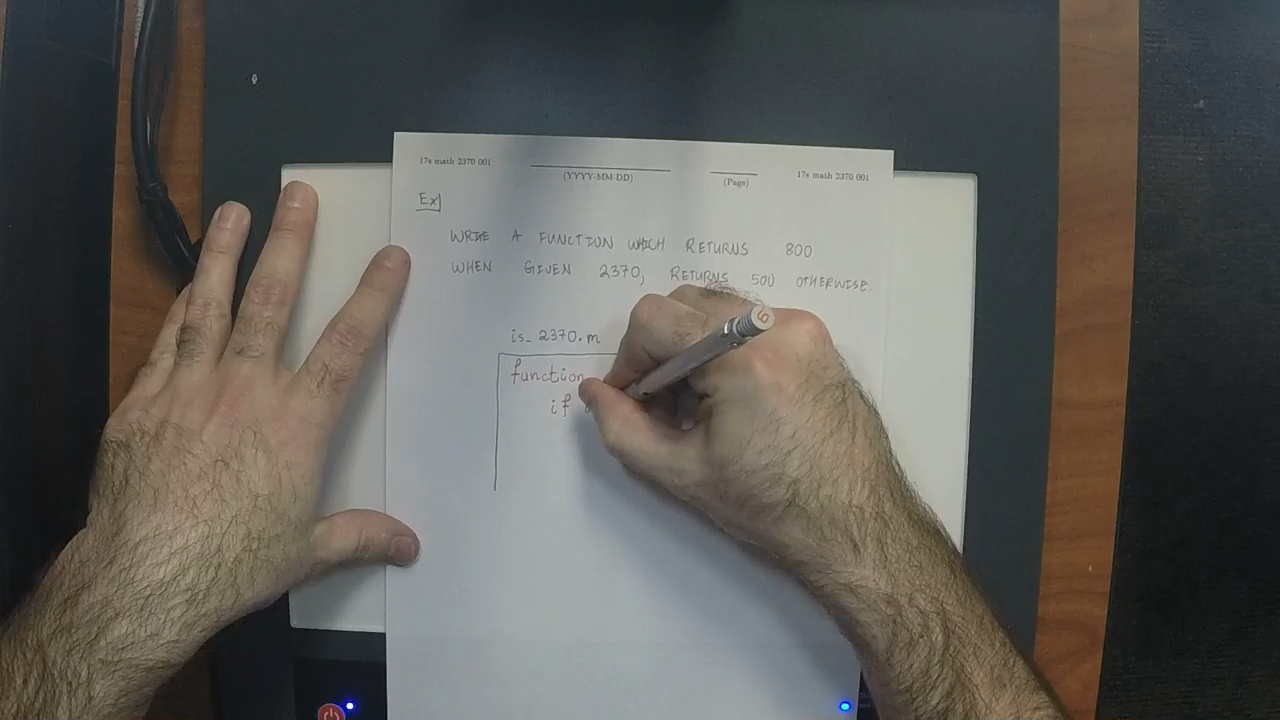 17s math 2370 001 (YYYY-MM-DD) (Page) 17s math 2370 001
Ex
WRITE A FUNCTION WHICH RETURNS 800
WHEN GIVEN 2370, RETURNS 500 OTHERWISE
is_2370.m
function
if